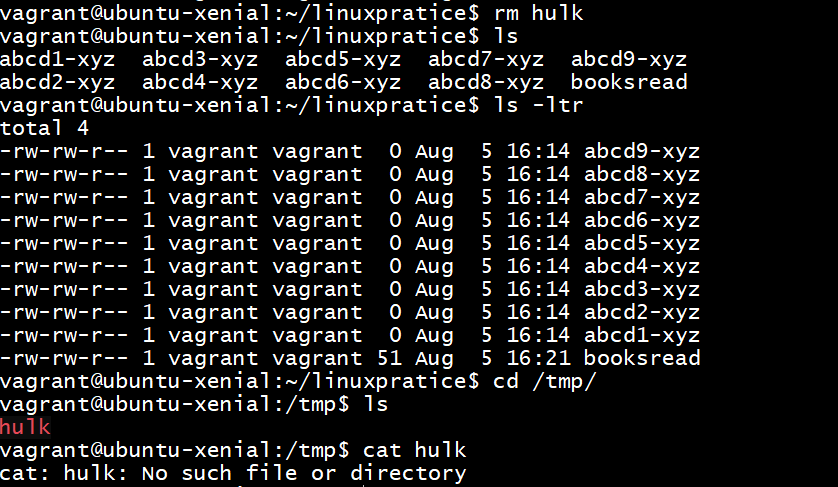 vagrant@ubuntu-xenial:~/linuxpratice$ rm hulk
vagrant@ubuntu-xenial:~/linuxpratice$ ls
abcd1-xyz  abcd3-xyz  abcd5-xyz  abcd7-xyz  abcd9-xyz
abcd2-xyz  abcd4-xyz  abcd6-xyz  abcd8-xyz  booksread
vagrant@ubuntu-xenial:~/linuxpratice$ ls -ltr
total 4
-rw-rw-r-- 1 vagrant vagrant  0 Aug  5 16:14 abcd9-xyz
-rw-rw-r-- 1 vagrant vagrant  0 Aug  5 16:14 abcd8-xyz
-rw-rw-r-- 1 vagrant vagrant  0 Aug  5 16:14 abcd7-xyz
-rw-rw-r-- 1 vagrant vagrant  0 Aug  5 16:14 abcd6-xyz
-rw-rw-r-- 1 vagrant vagrant  0 Aug  5 16:14 abcd5-xyz
-rw-rw-r-- 1 vagrant vagrant  0 Aug  5 16:14 abcd4-xyz
-rw-rw-r-- 1 vagrant vagrant  0 Aug  5 16:14 abcd3-xyz
-rw-rw-r-- 1 vagrant vagrant  0 Aug  5 16:14 abcd2-xyz
-rw-rw-r-- 1 vagrant vagrant  0 Aug  5 16:14 abcd1-xyz
-rw-rw-r-- 1 vagrant vagrant 51 Aug  5 16:21 booksread
vagrant@ubuntu-xenial:~/linuxpratice$ cd /tmp/
vagrant@ubuntu-xenial:/tmp$ ls
hulk
vagrant@ubuntu-xenial:/tmp$ cat hulk
cat: hulk: No such file or directory